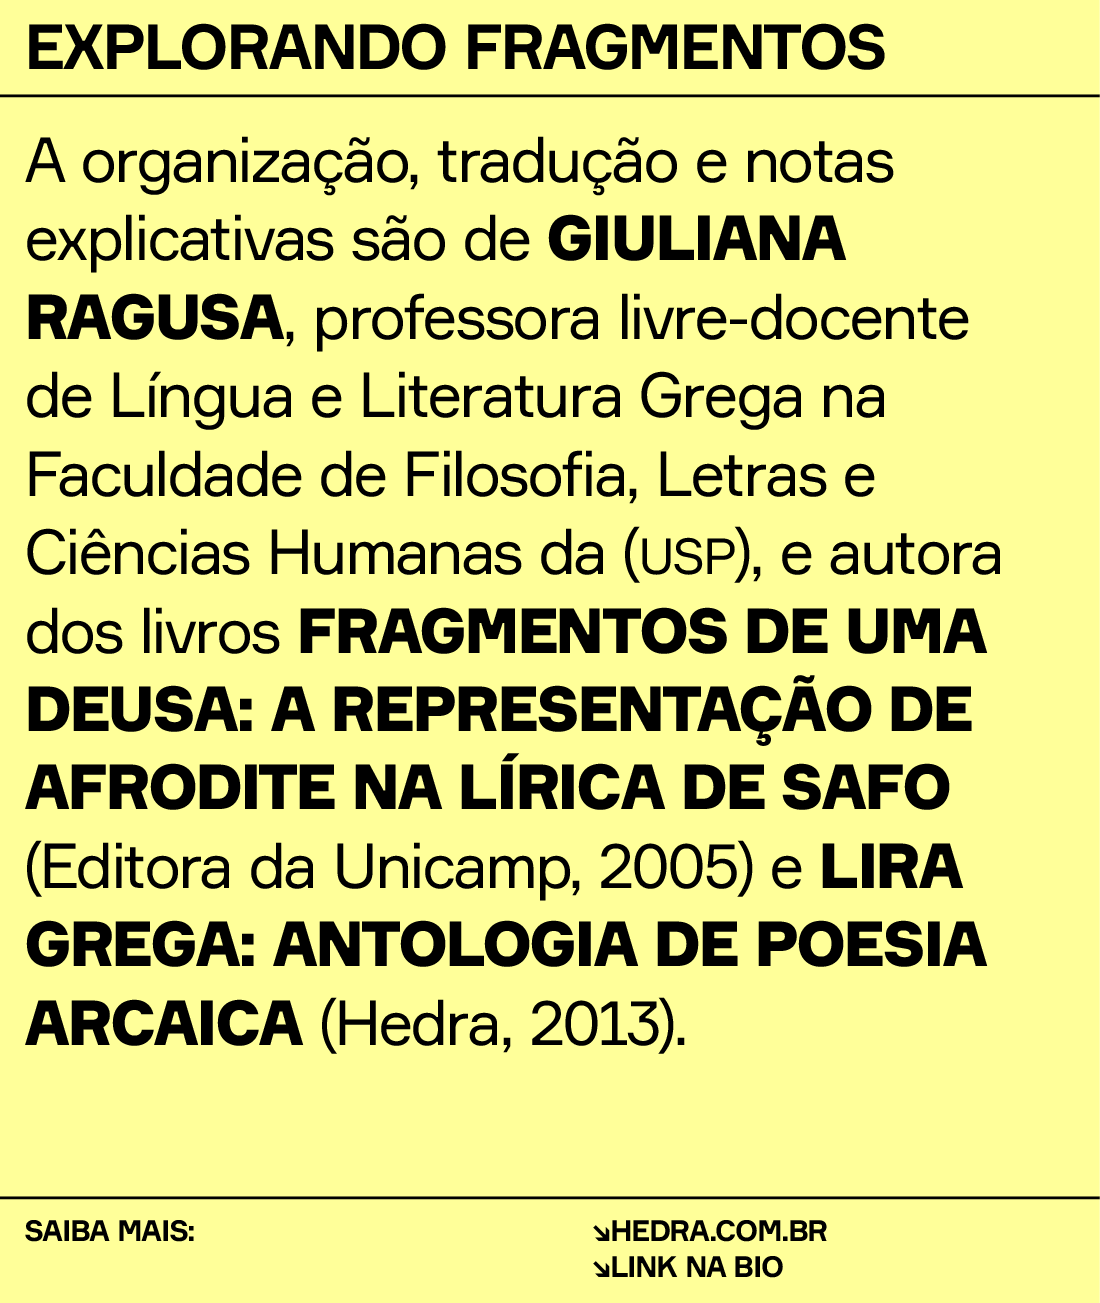 EXPLORANDO FRAGMENTOS
A organização, tradução e notas
explicativas são de GIULIANA
RAGUSA, professora livre-docente
de Língua e Literatura Grega na
Faculdade de Filosofia, Letras e
Ciências Humanas da (USP), e autora
dos livros FRAGMENTOS DE UMA
DEUSA: A REPRESENTAÇÃO DE
AFRODITE NA LÍRICA DE SAFO
(Editora da Unicamp, 2005) e LIRA
GREGA: ANTOLOGIA DE POESIA
ARCAICA (Hedra, 2013).
SAIBA MAIS:
↘HEDRA.COM.BR
↘LINK NA BIO